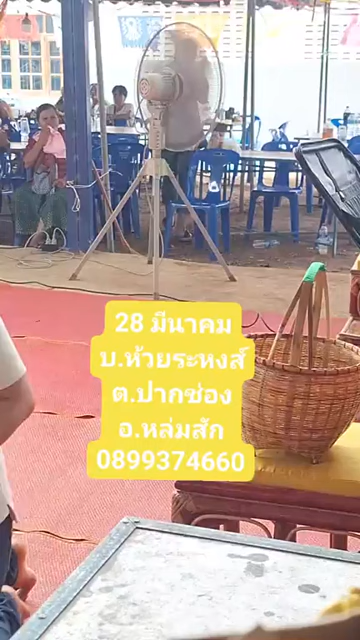 28 มีนาคม
บ.ห้วยระหงส์
ต.ปากช่อง
อ.หล่มสัก
0899374660